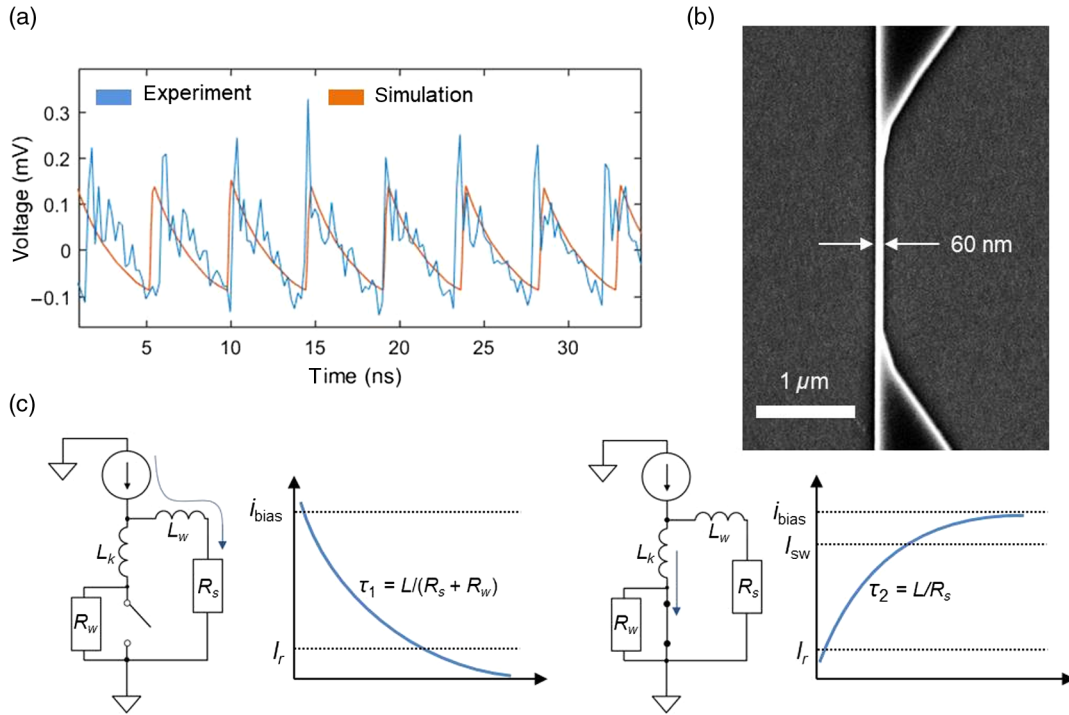 (a)
Experiment
Simulation
Voltage (mV)
0.3
0.2
0.1
0
−0.1
5
10
15
20
25
30
Time (ns)
(b)
60 nm
1 μm
(c)
L_w
L_k
R_s
R_w
i_bias
τ₁ = L/(R_s + R_w)
I_r
L_w
L_k
R_s
R_w
i_bias
I_sw
τ₂ = L/R_s
I_r